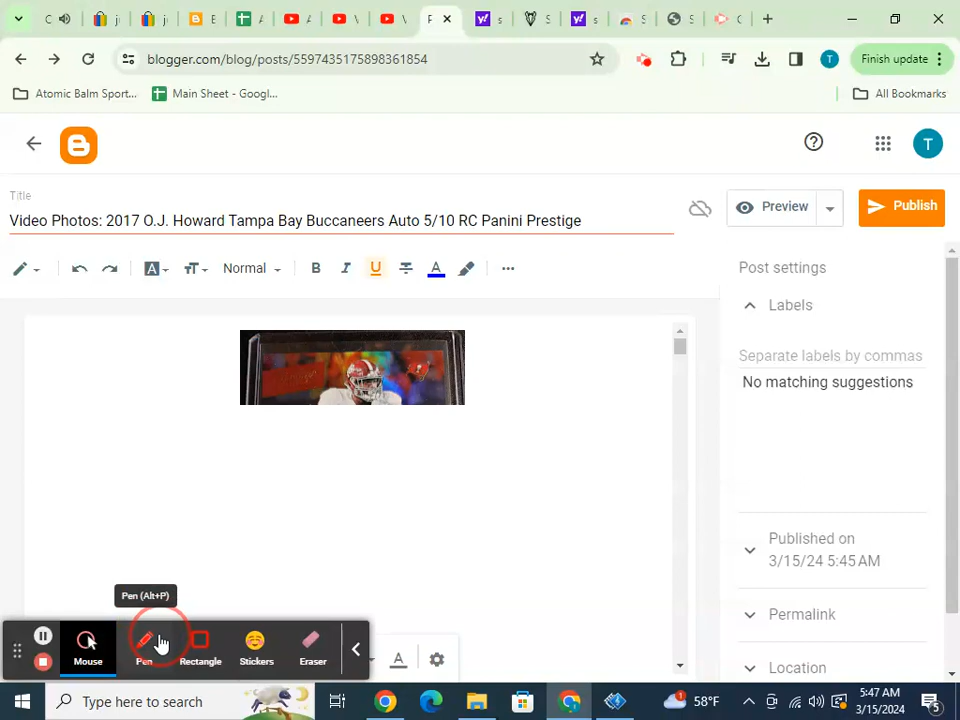 Finish update
blogger.com/blog/posts/5597435175898361854
T
Atomic Balm Sport...
Main Sheet - Googl...
All Bookmarks
T
Title
Video Photos: 2017 O.J. Howard Tampa Bay Buccaneers Auto 5/10 RC Panini Prestige
Preview
Publish
Normal
B
I
U
A
Post settings
Labels
Separate labels by commas
No matching suggestions
Published on
3/15/24 5:45 AM
Permalink
Location
Pen (Alt+P)
Mouse
Pen
Rectangle
Stickers
Eraser
Type here to search
58°F
5:47 AM
3/15/2024
5